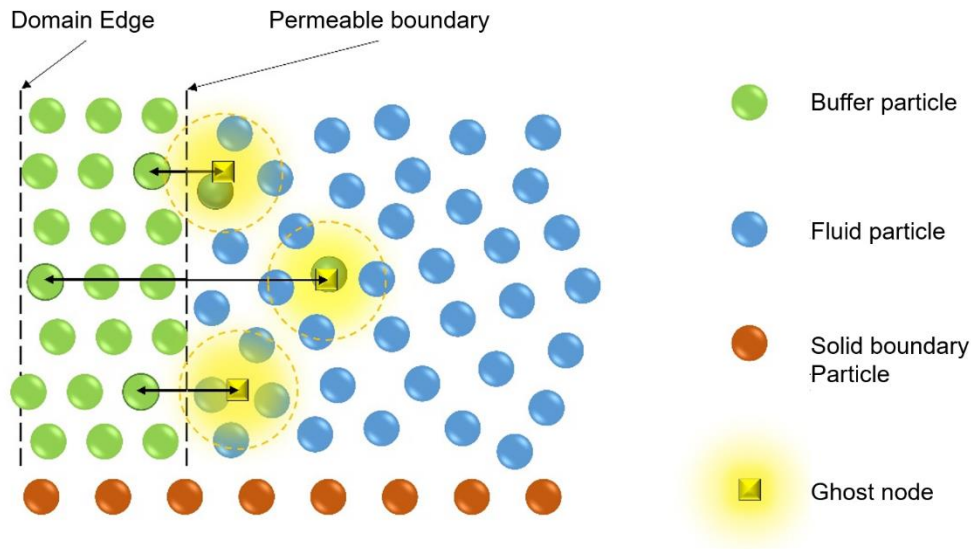 Domain Edge
Permeable boundary
Buffer particle
Fluid particle
Solid boundary
Particle
Ghost node